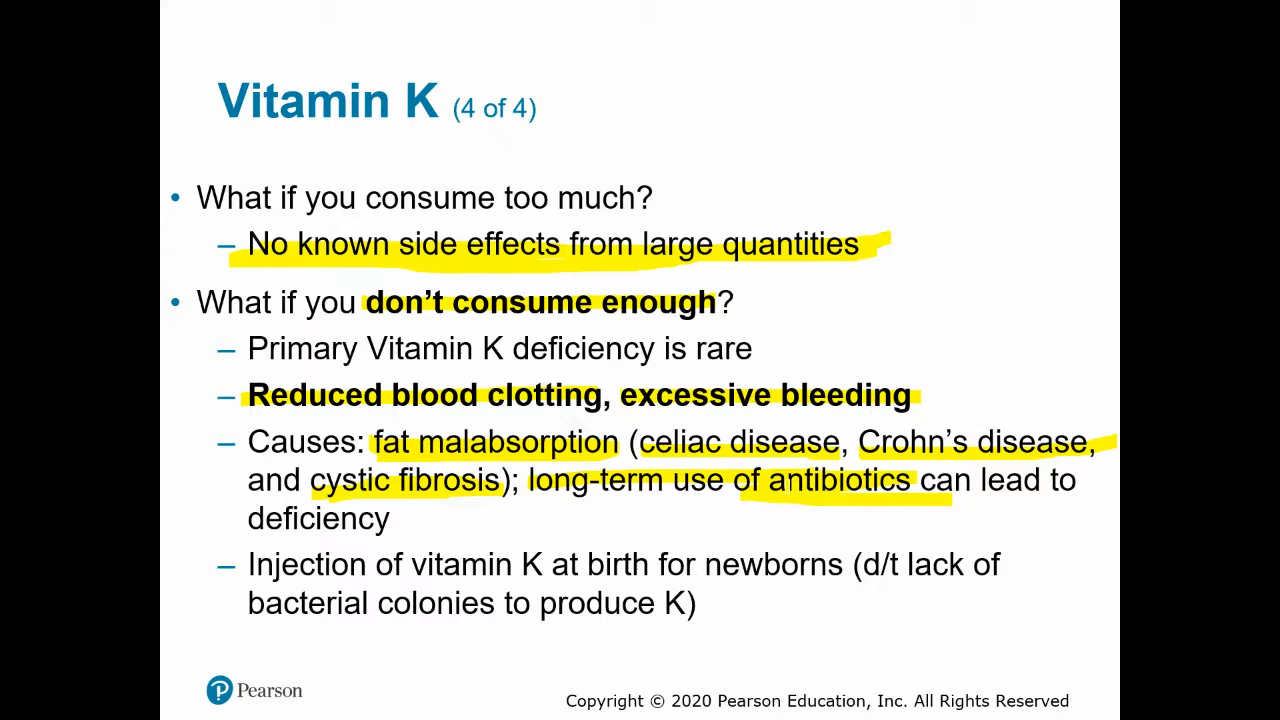 Vitamin K (4 of 4)
• What if you consume too much?
– No known side effects from large quantities
• What if you don’t consume enough?
– Primary Vitamin K deficiency is rare
– Reduced blood clotting, excessive bleeding
– Causes: fat malabsorption (celiac disease, Crohn’s disease,
and cystic fibrosis); long-term use of antibiotics can lead to
deficiency
– Injection of vitamin K at birth for newborns (d/t lack of
bacterial colonies to produce K)
P Pearson
Copyright © 2020 Pearson Education, Inc. All Rights Reserved